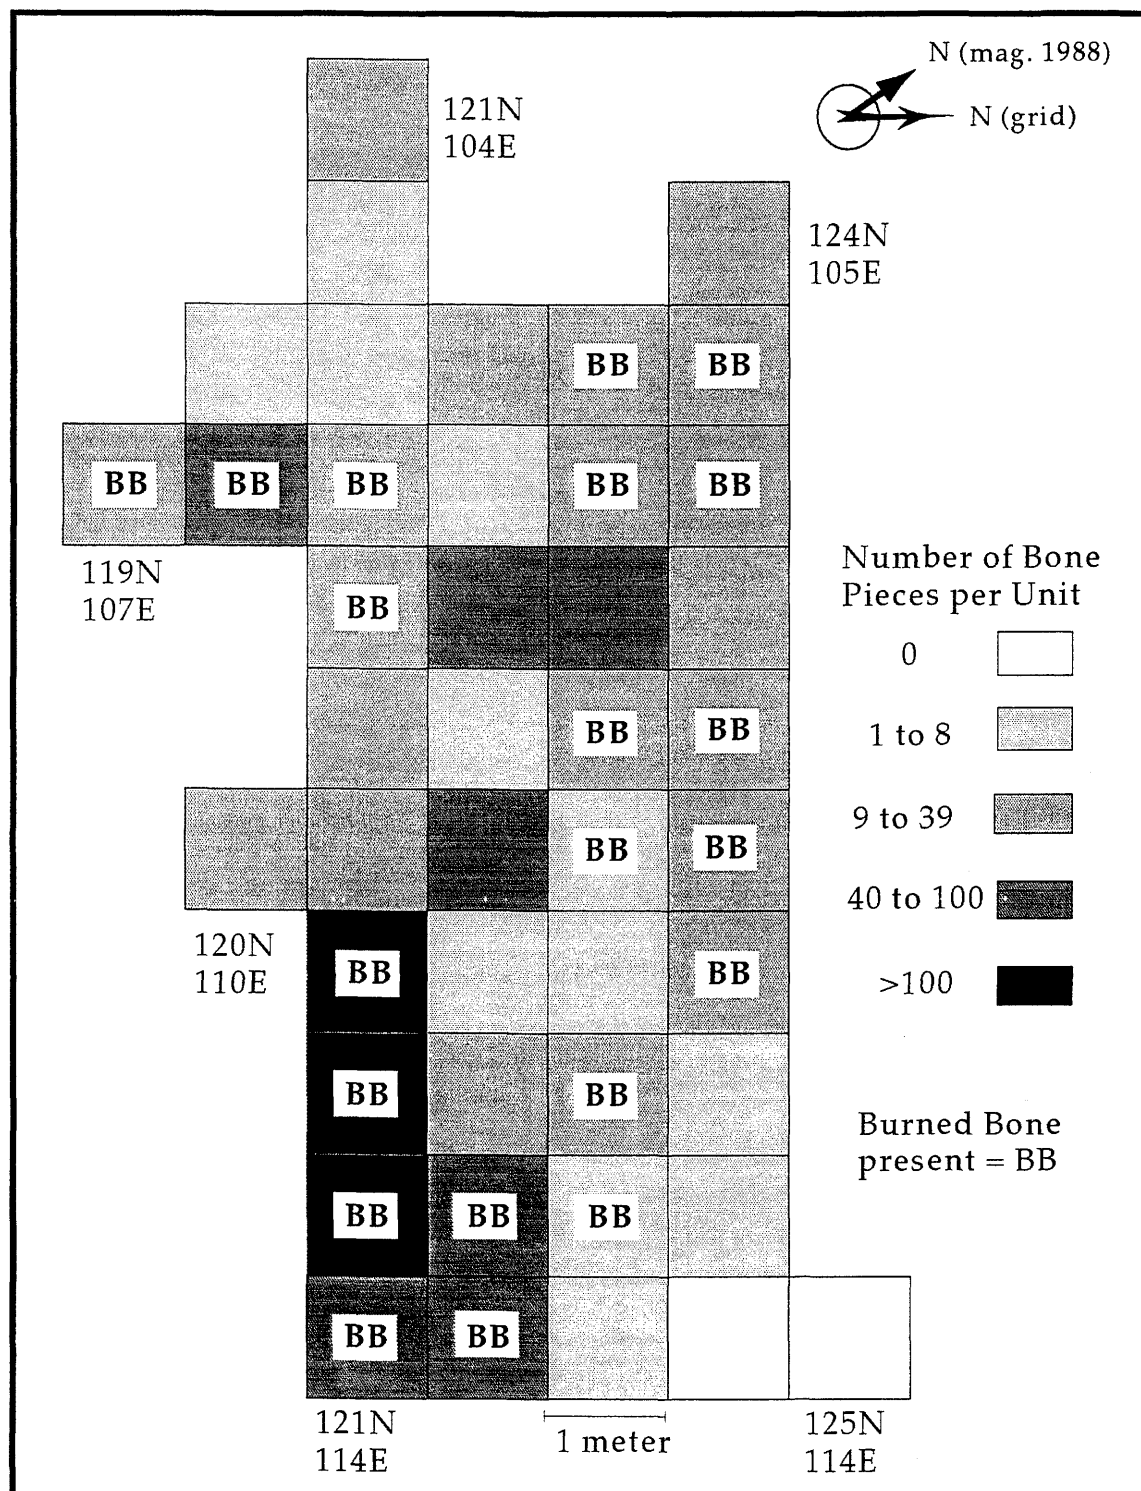 N (mag. 1988)
N (grid)
121N
104E
124N
105E
BB BB
BB BB BB BB BB
119N
107E
BB
Number of Bone
Pieces per Unit
0
1 to 8
9 to 39
40 to 100
>100
BB BB
BB BB
120N
110E
BB BB
BB BB
Burned Bone
present = BB
BB BB BB
BB BB
121N
114E
1 meter
125N
114E